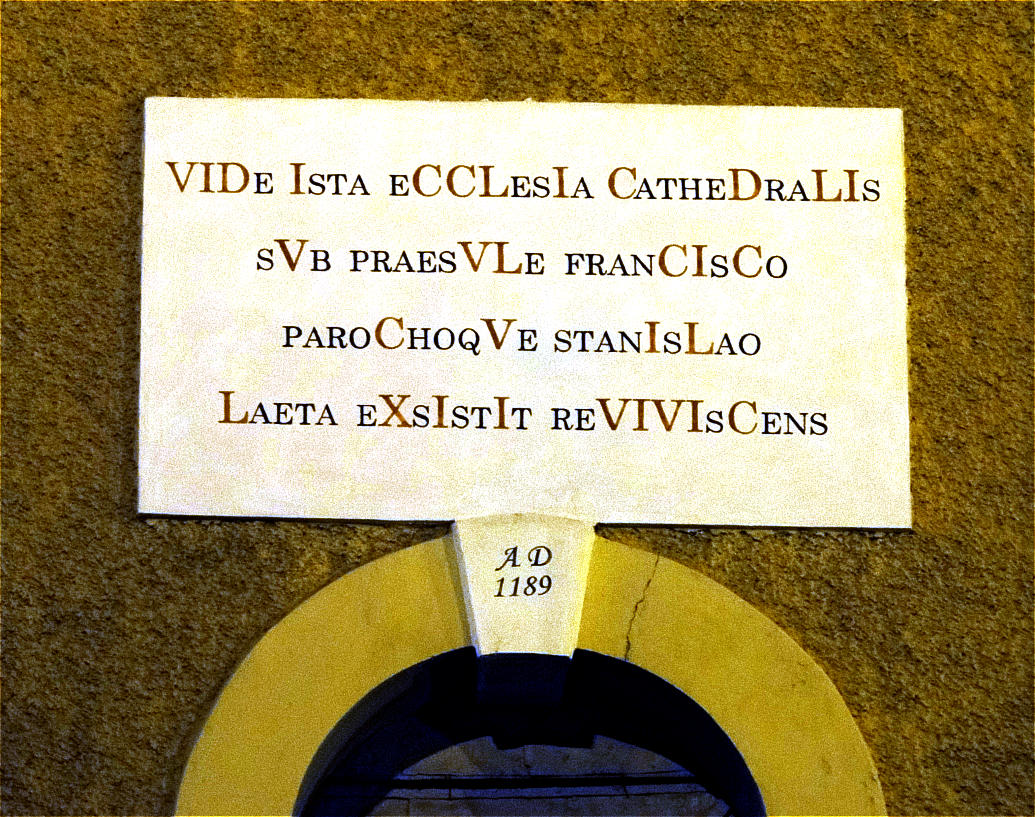 VIDE ISTA ECCLESIA CATHEDRALIS
SVB PRAESVLE FRANCISCO
PAROCHOQVE STANISLAO
LAETA EXSISTIT REVIVISCENS
A D
1189